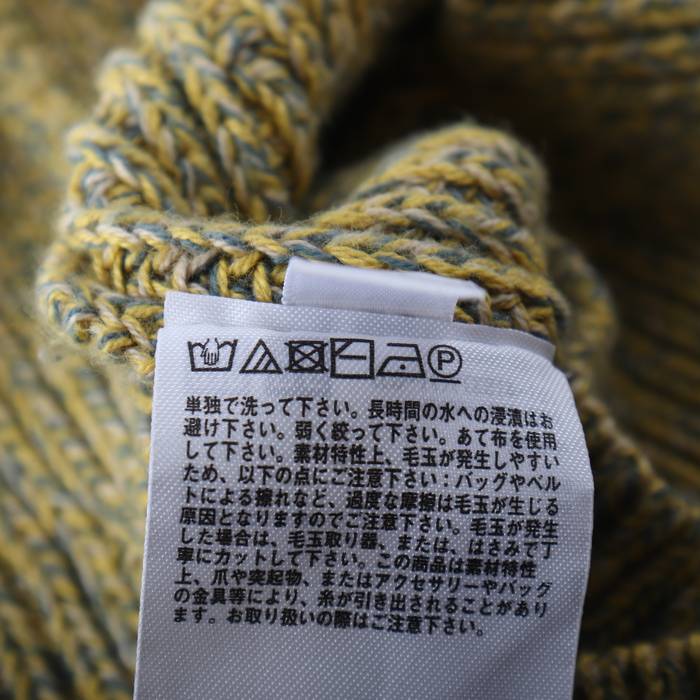 P
単独で洗って下さい。長時間の水への浸漬はお
避け下さい。弱く絞って下さい。あて布を使用
して下さい。素材特性上、毛玉が発生しやすい
ため、以下の点にご注意下さい：バッグやベル
トによる擦れなど、過度な摩擦は毛玉が生じる
原因となりますのでご注意下さい。毛玉が発生
した場合は、毛玉取り器、または、はさみで丁
寧にカットして下さい。この商品は素材特性
上、爪や突起物、またはアクセサリーやバッグ
の金具等により、糸が引き出されることがあり
ます。お取り扱いの際はご注意下さい。